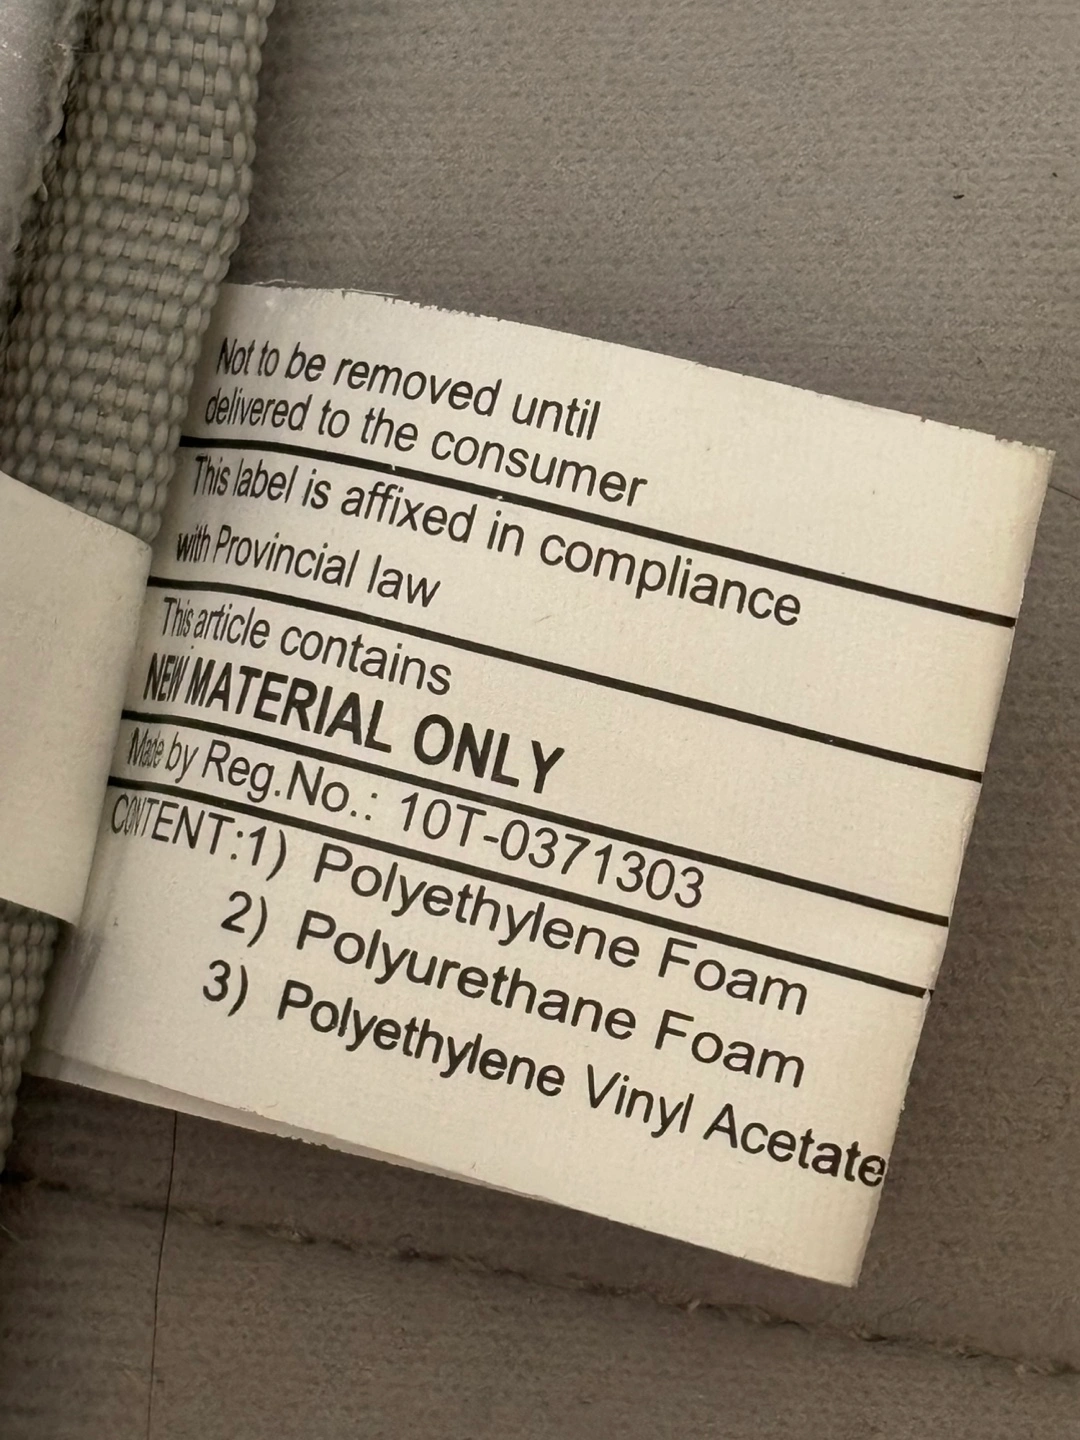 Not to be removed until
delivered to the consumer
This label is affixed in compliance
with Provincial law
This article contains
NEW MATERIAL ONLY
Made by Reg.No.: 10T-0371303
CONTENT:1) Polyethylene Foam
2) Polyurethane Foam
3) Polyethylene Vinyl Acetate